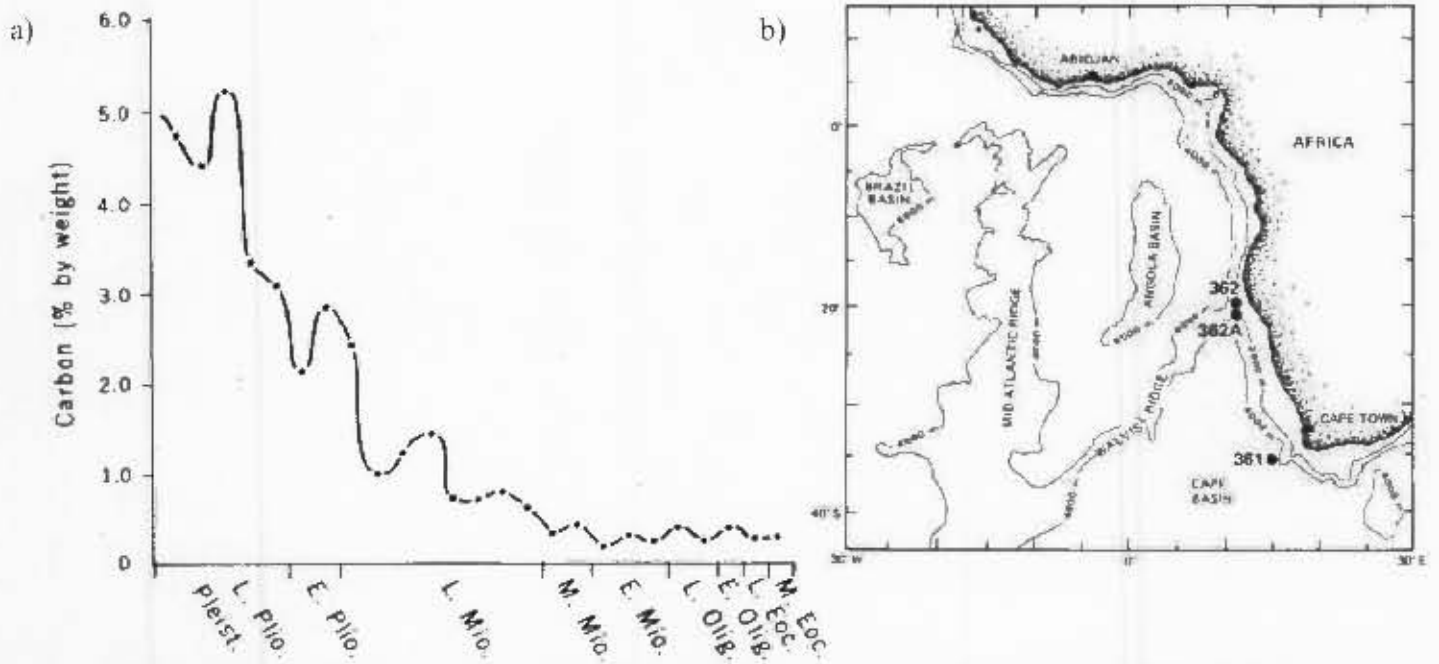 a)
Carbon (% by weight)
6.0
5.0
4.0
3.0
2.0
1.0
0
Pleist.
L. Plio.
E. Plio.
L. Mio.
M. Mio.
E. Mio.
L. Olig.
E. Olig.
L. Eoc.
M. Eoc.
b)
ABIDJAN
AFRICA
0°
BRAZIL
BASIN
ANGOLA BASIN
MID ATLANTIC RIDGE
362
362A
20°
WALVIS RIDGE
CAPE TOWN
361
CAPE
BASIN
40°S
30°W
0°
30°E